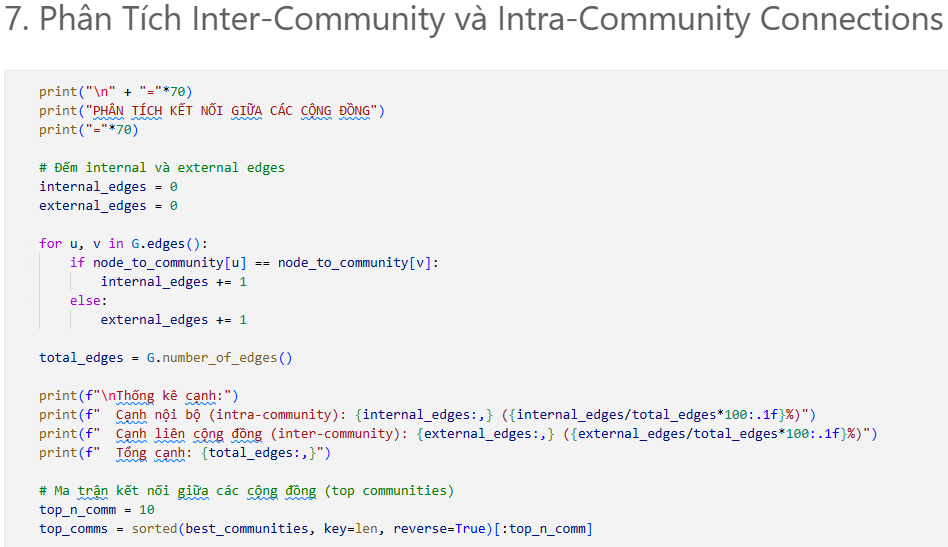 7. Phân Tích Inter-Community và Intra-Community Connections
print("\n" + "="*70)
print("PHÂN TÍCH KẾT NỐI GIỮA CÁC CỘNG ĐỒNG")
print("="*70)
# Đếm internal và external edges
internal_edges = 0
external_edges = 0
for u, v in G.edges():
    if node_to_community[u] == node_to_community[v]:
        internal_edges += 1
    else:
        external_edges += 1
total_edges = G.number_of_edges()
print(f"\nThống kê cạnh:")
print(f"  Cạnh nội bộ (intra-community): {internal_edges:,} ({internal_edges/total_edges*100:.1f}%)")
print(f"  Cạnh liên cộng đồng (inter-community): {external_edges:,} ({external_edges/total_edges*100:.1f}%)")
print(f"  Tổng cạnh: {total_edges:,}")
# Ma trận kết nối giữa các cộng đồng (top communities)
top_n_comm = 10
top_comms = sorted(best_communities, key=len, reverse=True)[:top_n_comm]